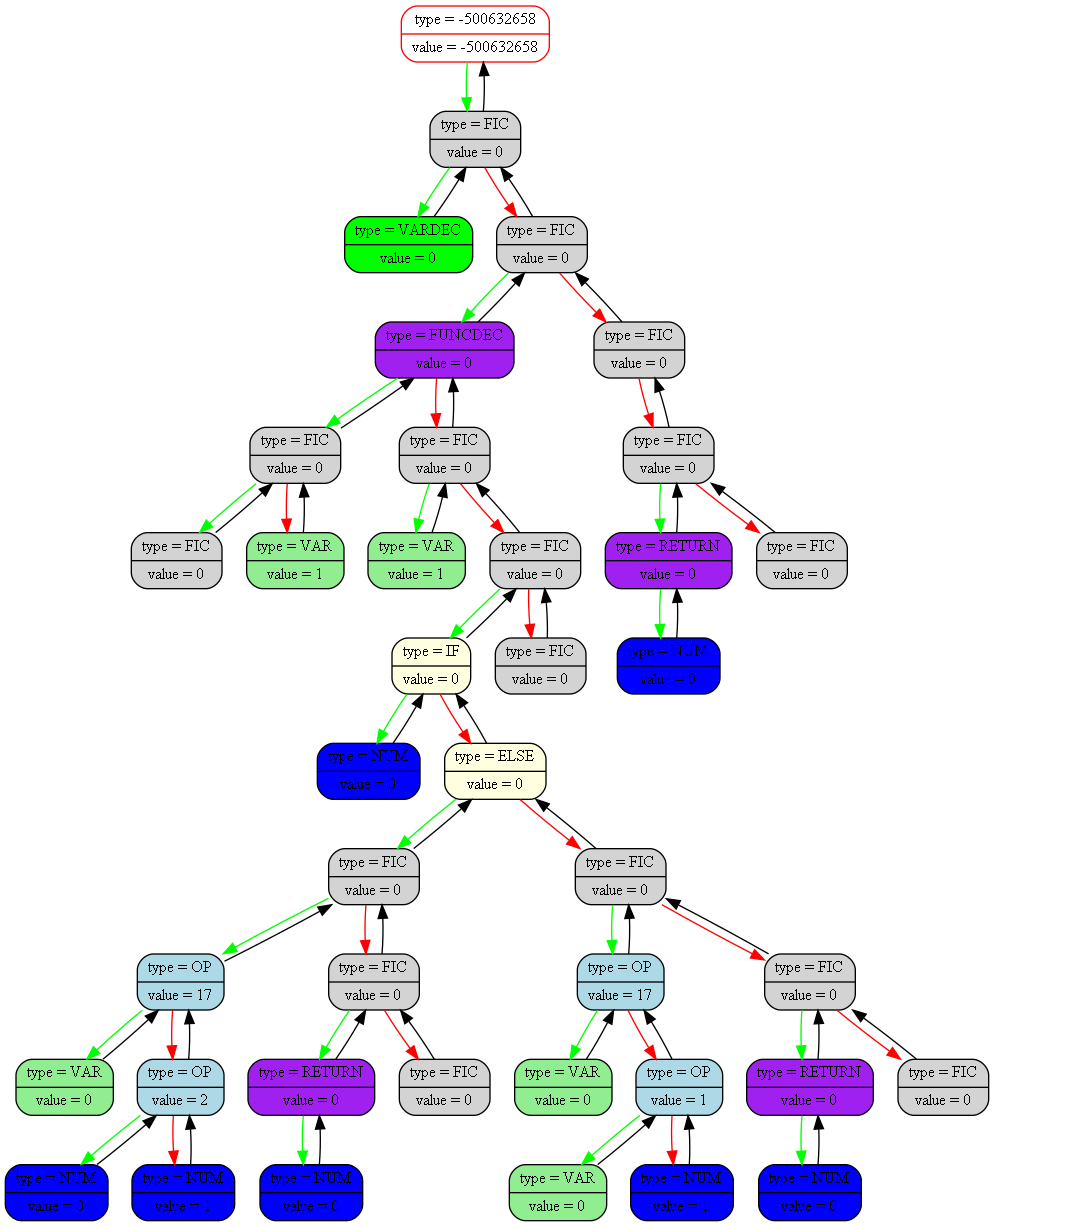 type = -500632658
value = -500632658
type = FIC
value = 0
type = VARDEC
value = 0
type = FIC
value = 0
type = FUNCDEC
value = 0
type = FIC
value = 0
type = FIC
value = 0
type = FIC
value = 0
type = FIC
value = 0
type = FIC
value = 0
type = VAR
value = 1
type = VAR
value = 1
type = FIC
value = 0
type = RETURN
value = 0
type = FIC
value = 0
type = IF
value = 0
type = FIC
value = 0
type = NUM
value = 0
type = NUM
value = 0
type = ELSE
value = 0
type = FIC
value = 0
type = FIC
value = 0
type = OP
value = 17
type = FIC
value = 0
type = OP
value = 17
type = FIC
value = 0
type = VAR
value = 0
type = OP
value = 2
type = RETURN
value = 0
type = FIC
value = 0
type = VAR
value = 0
type = OP
value = 1
type = RETURN
value = 0
type = FIC
value = 0
type = NUM
value =
type = NUM
value = 1
type = NUM
value = 0
type = VAR
value = 0
type = NUM
value = 1
type = NUM
value = 0